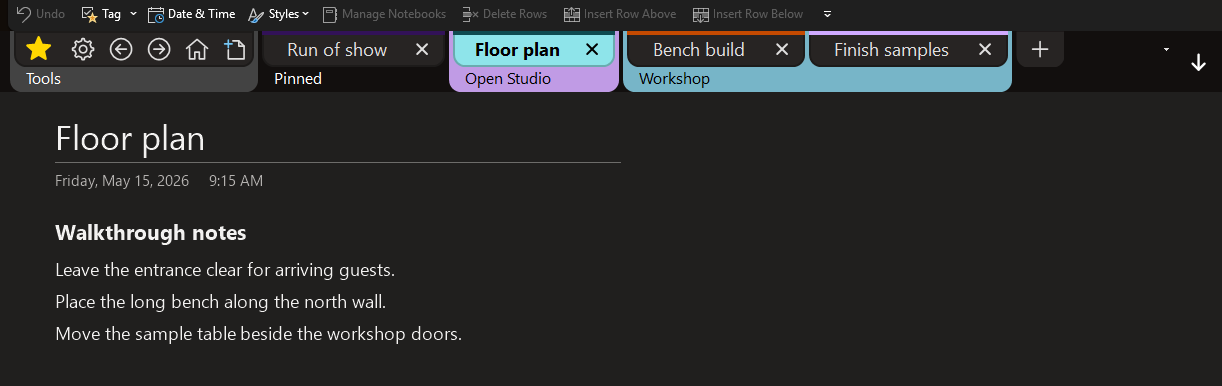 Undo Tag Date & Time Styles Manage Notebooks Delete Rows Insert Row Above Insert Row Below
Run of show Floor plan Bench build Finish samples
Tools Pinned Open Studio Workshop
Floor plan
Friday, May 15, 2026 9:15 AM
Walkthrough notes
Leave the entrance clear for arriving guests.
Place the long bench along the north wall.
Move the sample table beside the workshop doors.